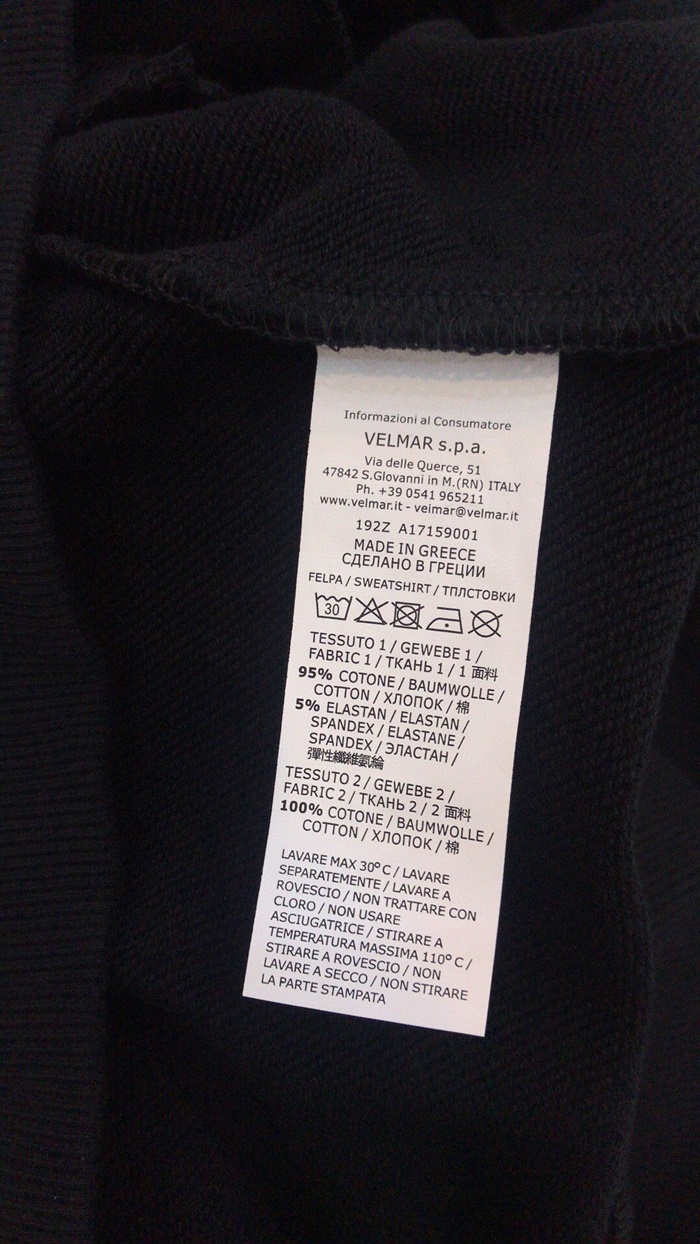 Informazioni al Consumatore
VELMAR s.p.a.
Via delle Querce, 51
47842 S.Giovanni in M.(RN) ITALY
Ph. +39 0541 965211
www.velmar.it - veimar@velmar.it
192Z A17159001
MADE IN GREECE
СДЕЛАНО В ГРЕЦИИ
FELPA / SWEATSHIRT / ТПЛСТОВКИ
30
TESSUTO 1 / GEWEBE 1 /
FABRIC 1 / ТКАНЬ 1 / 1 面料
95% COTONE / BAUMWOLLE /
COTTON / ХЛОПОК / 棉
5% ELASTAN / ELASTAN /
SPANDEX / ELASTANE /
SPANDEX / ЭЛАСТАН /
彈性纖維氨綸
TESSUTO 2 / GEWEBE 2 /
FABRIC 2 / ТКАНЬ 2 / 2 面料
100% COTONE / BAUMWOLLE /
COTTON / ХЛОПОК / 棉
LAVARE MAX 30°C / LAVARE
SEPARATEMENTE / LAVARE A
ROVESCIO / NON TRATTARE CON
CLORO / NON USARE
ASCIUGATRICE / STIRARE A
TEMPERATURA MASSIMA 110° C /
STIRARE A ROVESCIO / NON
LAVARE A SECCO / NON STIRARE
LA PARTE STAMPATA